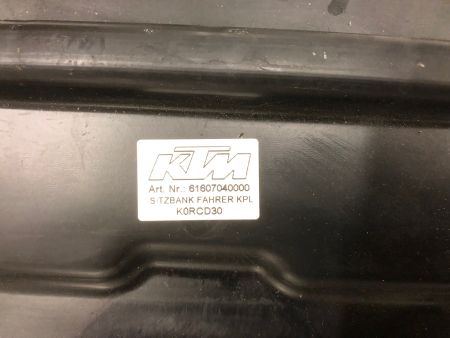 KTM
Art. Nr.: 61607040000
SITZBANK FAHRER KPL
K0RCD30